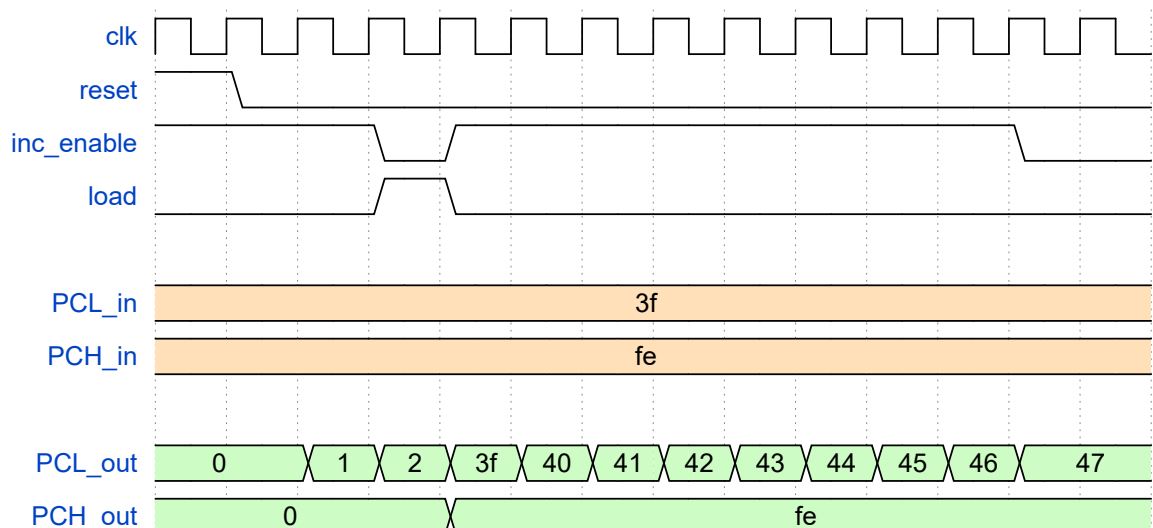 clk
reset
inc_enable
load
PCL_in 3f
PCH_in fe
PCL_out 0 1 2 3f 40 41 42 43 44 45 46 47
PCH_out 0 fe